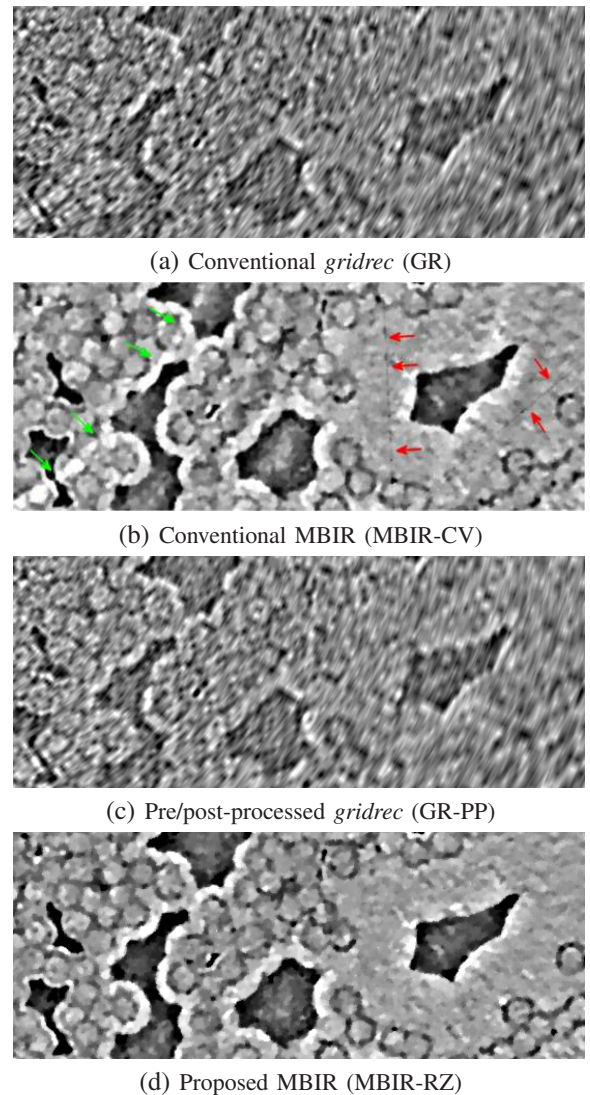 (a) Conventional gridrec (GR)
(b) Conventional MBIR (MBIR-CV)
(c) Pre/post-processed gridrec (GR-PP)
(d) Proposed MBIR (MBIR-RZ)